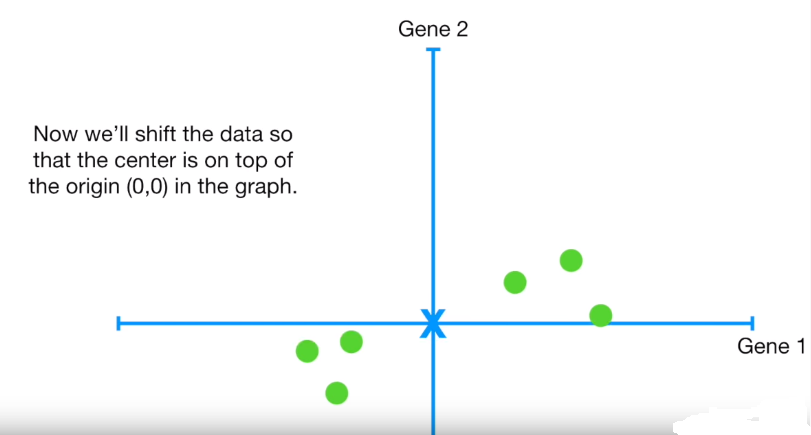 Gene 2
Now we'll shift the data so
that the center is on top of
the origin (0,0) in the graph.
Gene 1